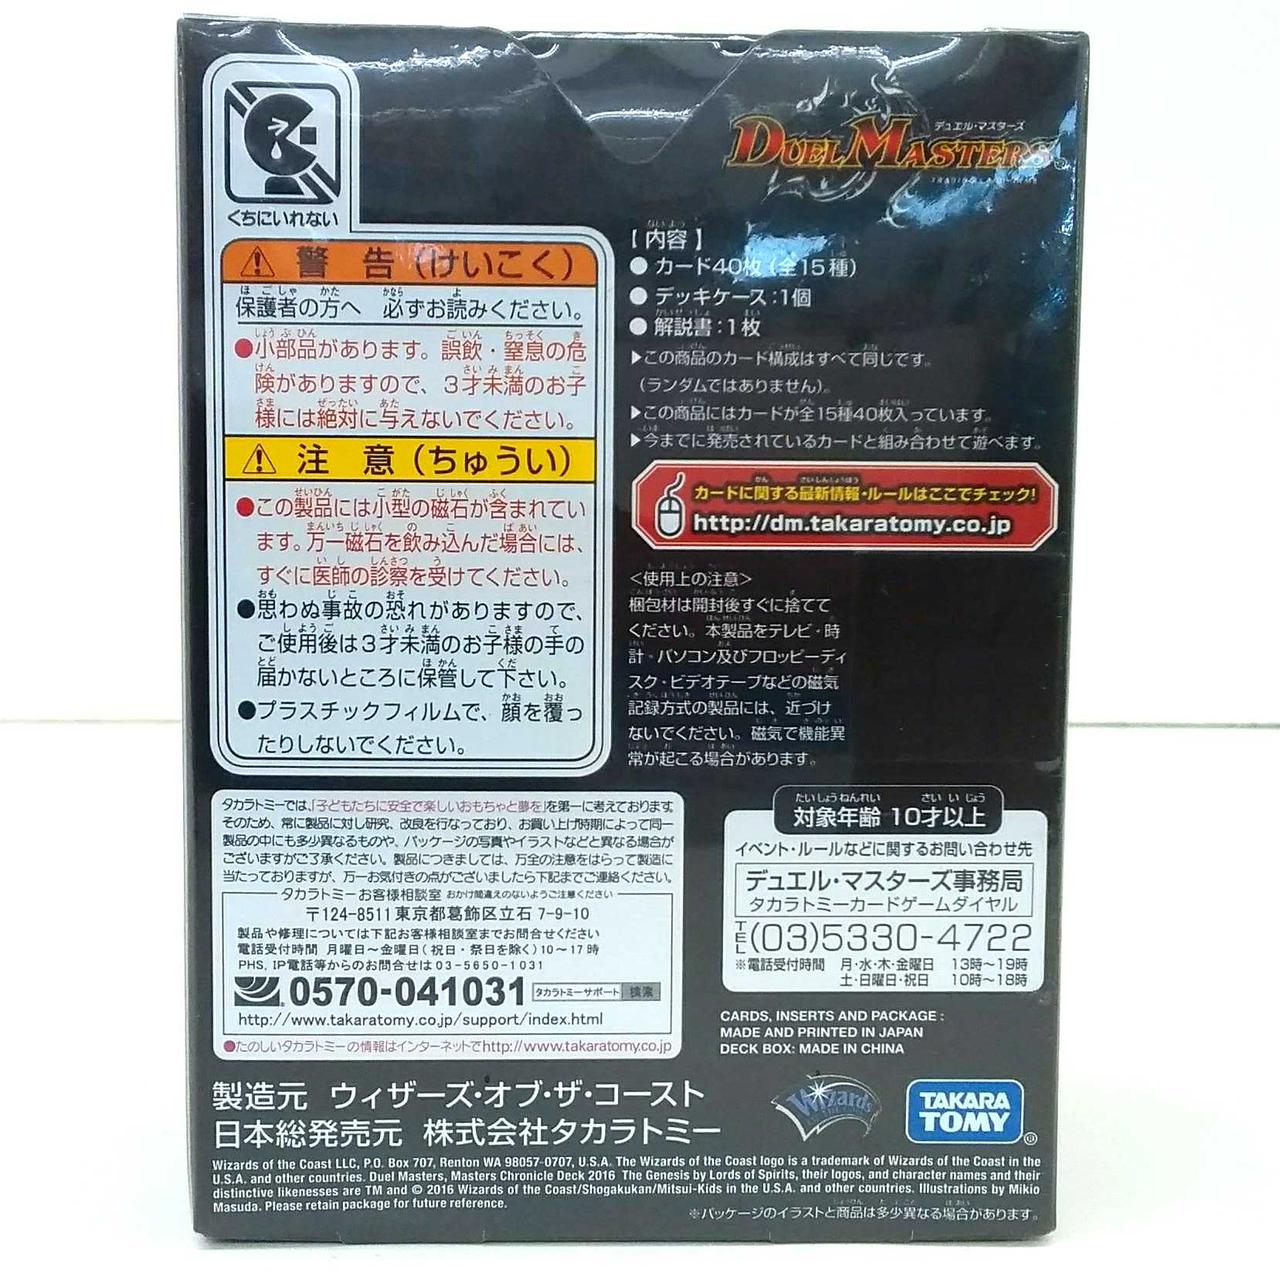 くちにいれない
警告(けいこく)
保護者の方へ 必ずお読みください。
●小部品があります。誤飲・窒息の危
険がありますので、3才未満のお子
様には絶対に与えないでください。
注意(ちゅうい)
●この製品には小型の磁石が含まれてい
ます。万一磁石を飲み込んだ場合には、
すぐに医師の診察を受けてください。
●思わぬ事故の恐れがありますので、
ご使用後は3才未満のお子様の手の
届かないところに保管して下さい。
●プラスチックフィルムで、顔を覆っ
たりしないでください。
デュエル・マスターズ
DUEL MASTERS
【内容】
●カード40枚(全15種)
●デッキケース:1個
●解説書:1枚
▶この商品のカード構成はすべて同じです。
(ランダムではありません)。
▶この商品にはカードが全15種40枚入っています。
▶今までに発売されているカードと組み合わせて遊べます。
カードに関する最新情報・ルールはここでチェック!
http://dm.takaratomy.co.jp
<使用上の注意>
梱包材は開封後すぐに捨てて
ください。本製品をテレビ・時
計・パソコン及びフロッピーディ
スク・ビデオテープなどの磁気
記録方式の製品には、近づけ
ないでください。磁気で機能異
常が起こる場合があります。
タカラトミーでは、「子どもたちに安全で楽しいおもちゃと夢を」を第一に考えております。
そのため、常に製品に対し研究、改良を行なっており、お買い上げ時期によって同一
製品の中にも多少異なるものや、パッケージの写真やイラストなどと異なる場合が
ございますがご了承ください。製品につきましては、万全の注意をはらって製造に
当たっておりますが、万一お気付きの点がございましたら下記までご連絡ください。
タカラトミーお客様相談室 おかけ間違えのないようご注意ください
〒124-8511 東京都葛飾区立石 7-9-10
製品や修理については下記お客様相談室までお問合せください
電話受付時間 月曜日〜金曜日(祝日・祭日を除く)10〜17時
PHS、IP電話等からのお問合せは03-5650-1031
0570-041031 タカラトミーサポート 検索
http://www.takaratomy.co.jp/support/index.html
●たのしいタカラトミーの情報はインターネットでhttp://www.takaratomy.co.jp
対象年齢 10才以上
イベント・ルールなどに関するお問い合わせ先
デュエル・マスターズ事務局
タカラトミーカードゲームダイヤル
TEL(03)5330-4722
※電話受付時間 月・水・木・金曜日 13時〜19時
土・日曜日・祝日 10時〜18時
CARDS, INSERTS AND PACKAGE :
MADE AND PRINTED IN JAPAN
DECK BOX: MADE IN CHINA
製造元 ウィザーズ・オブ・ザ・コースト
日本総発売元 株式会社タカラトミー
Wizards
TAKARA
TOMY
Wizards of the Coast LLC, P.O. Box 707, Renton WA 98057-0707, U.S.A. The Wizards of the Coast logo is a trademark of Wizards of the Coast in the
U.S.A. and other countries. Duel Masters, Masters Chronicle Deck 2016 The Genesis by Lords of Spirits, their logos, and character names and their
distinctive likenesses are TM and © 2016 Wizards of the Coast/Shogakukan/Mitsui-Kids in the U.S.A. and other countries. Illustrations by Mikio
Masuda. Please retain package for future reference.
※パッケージのイラストと商品は多少異なる場合があります。